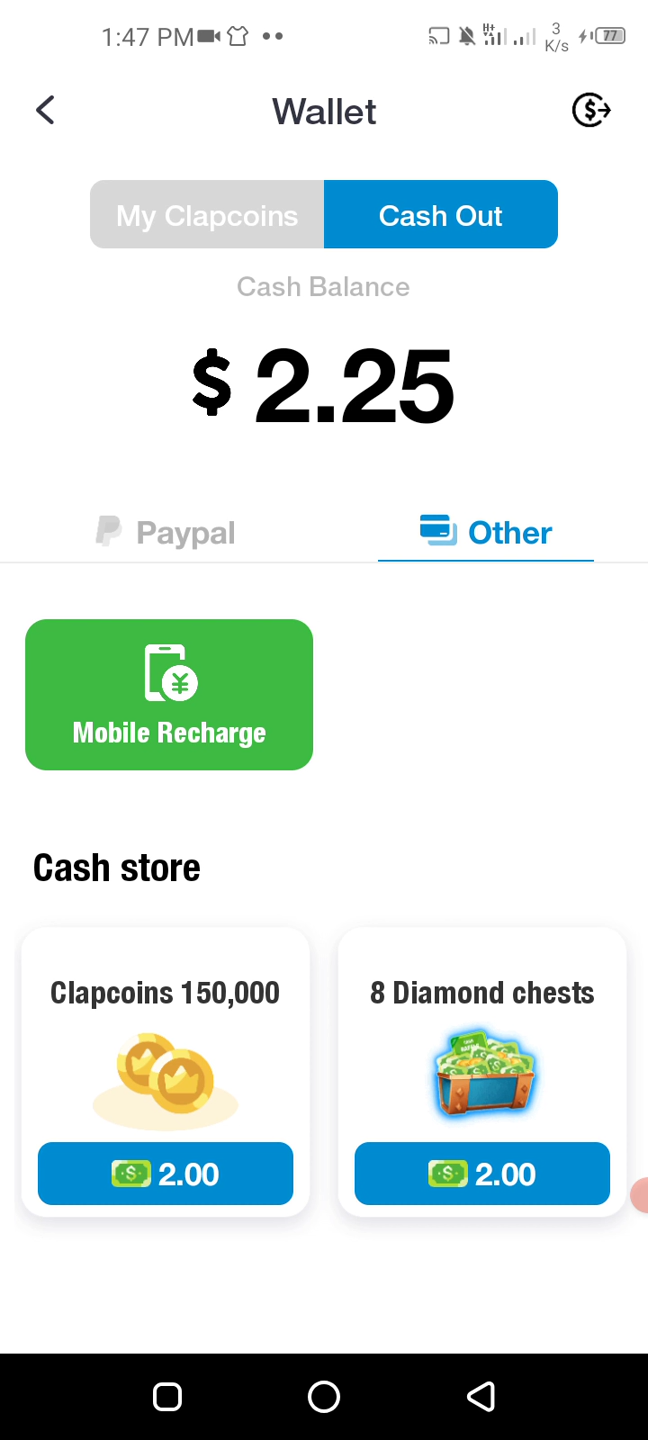 1:47 PM
H+
3
K/s
77
Wallet
My Clapcoins
Cash Out
Cash Balance
$ 2.25
Paypal
Other
Mobile Recharge
Cash store
Clapcoins 150,000
8 Diamond chests
2.00
2.00